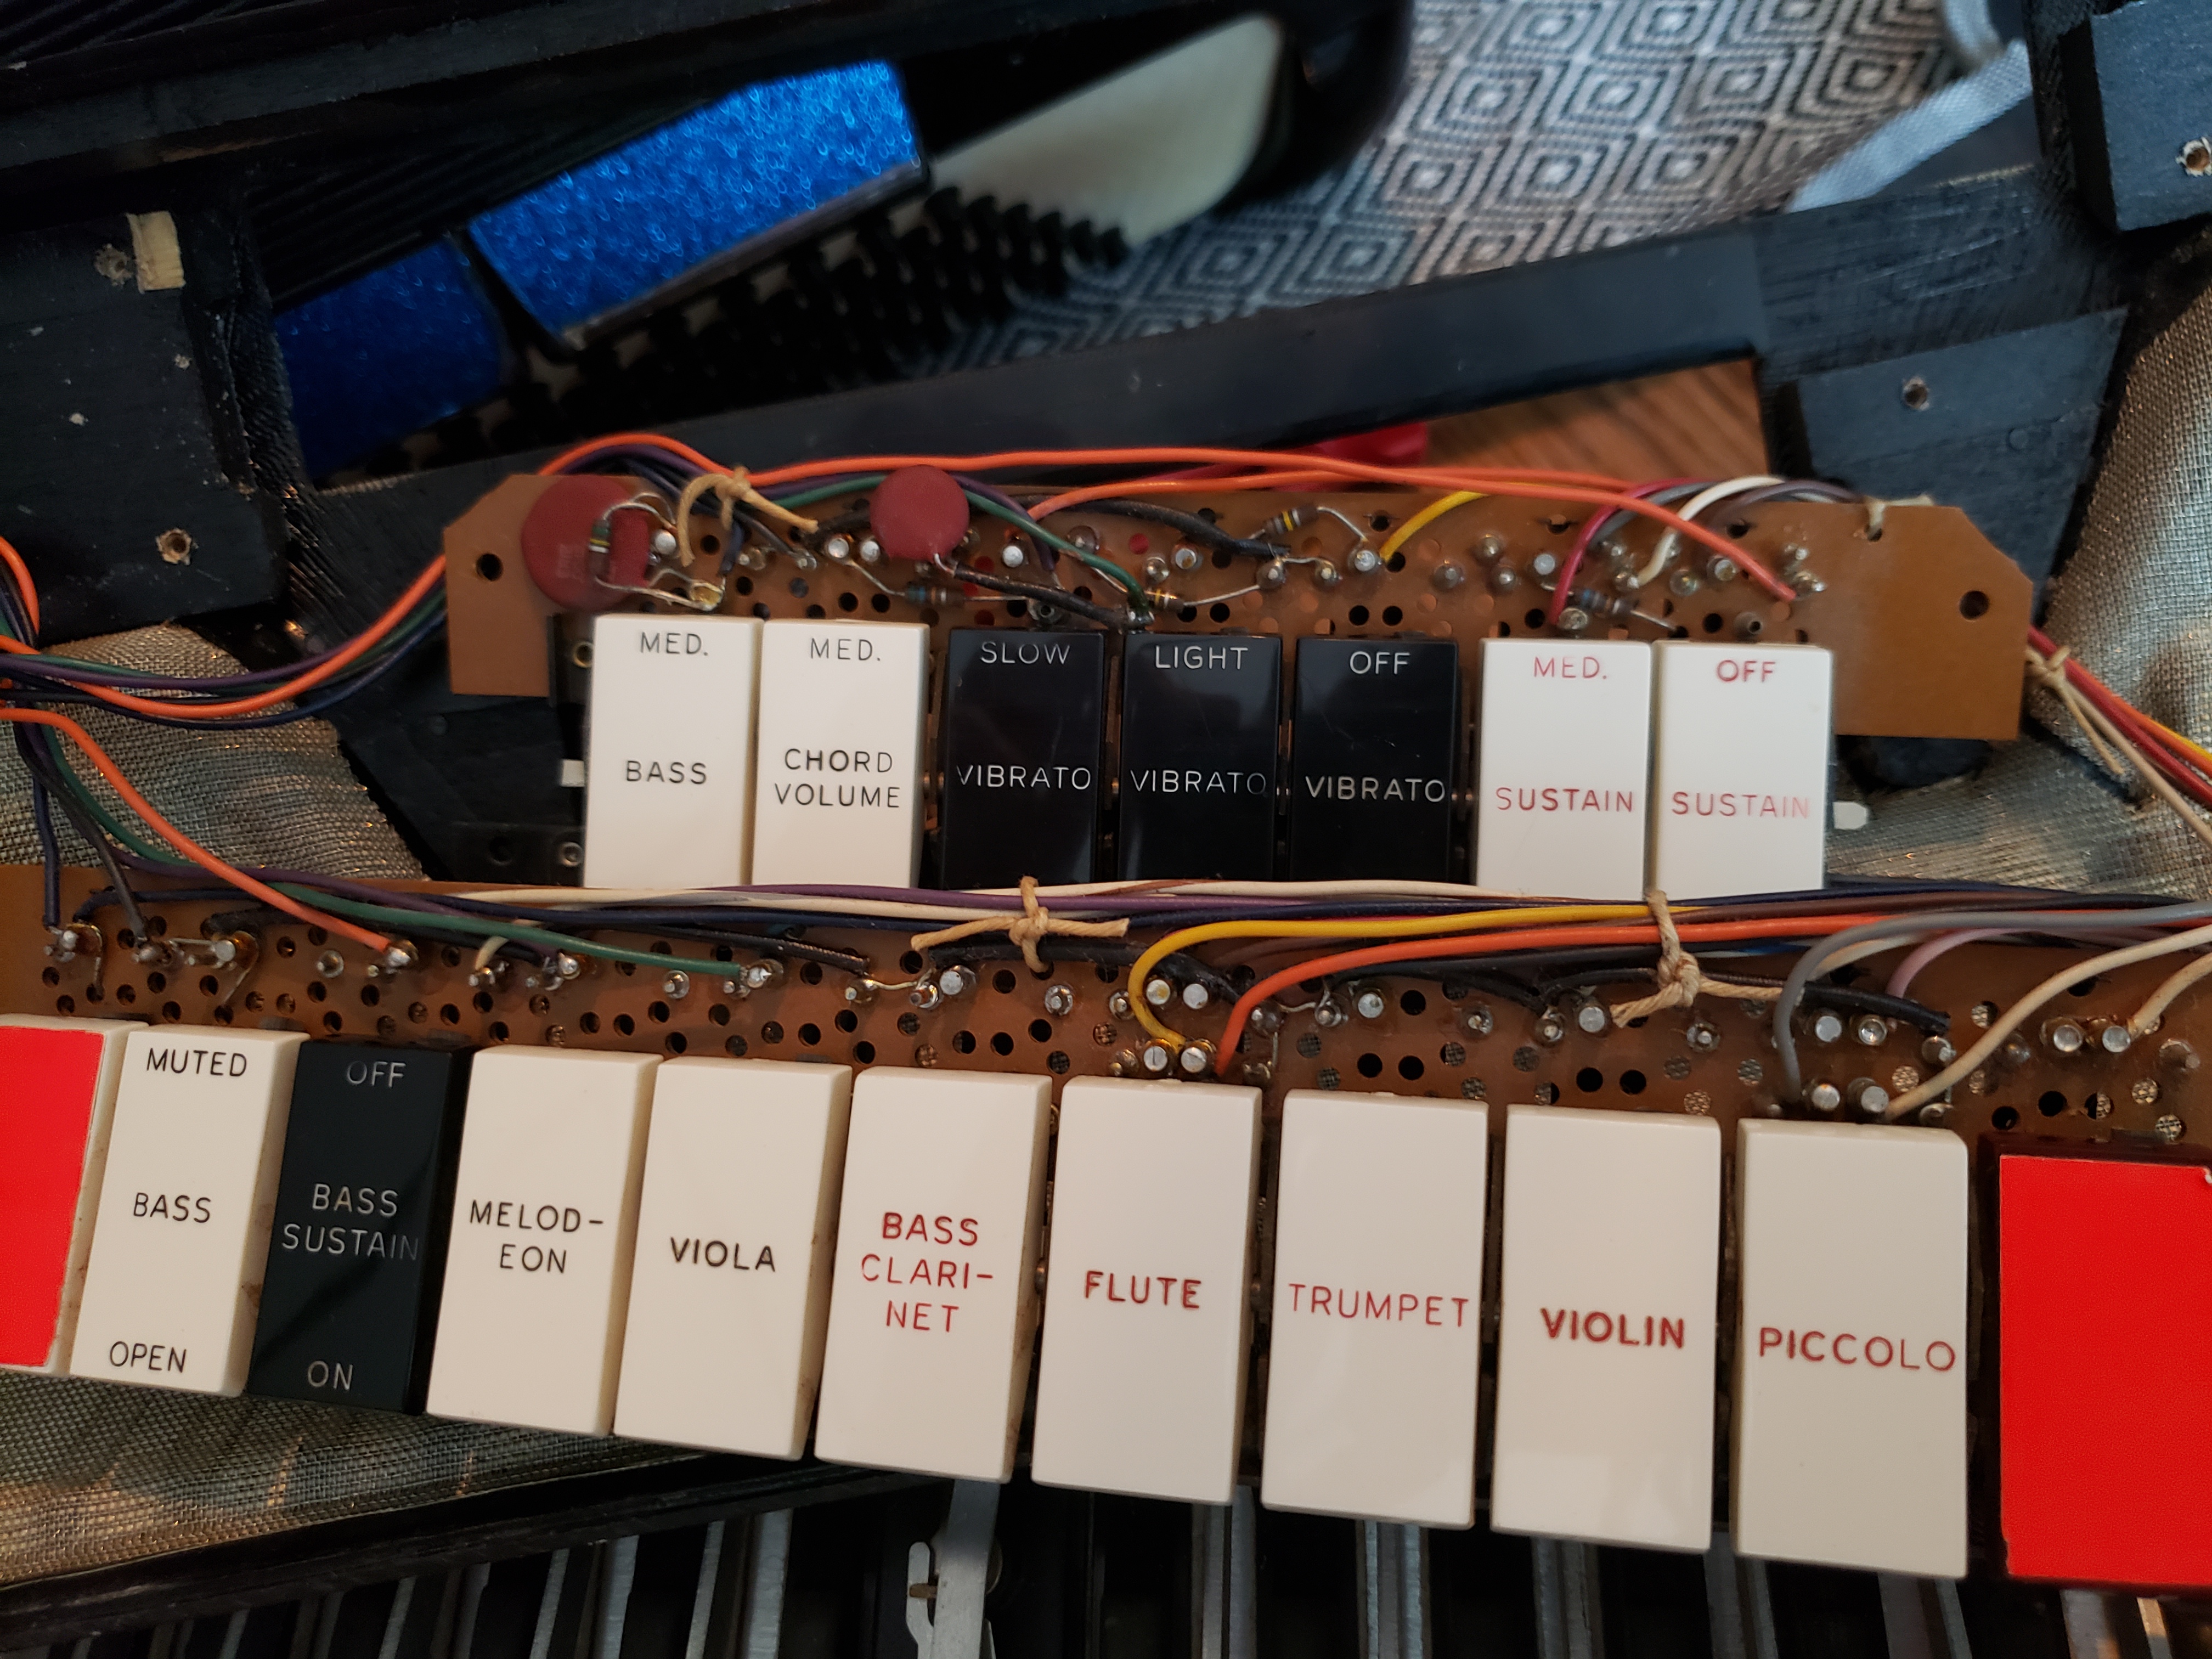 MUTED
BASS
OPEN
OFF
BASS
SUSTAIN
ON
MELOD-
EON
VIOLA
BASS
CLARI-
NET
FLUTE
TRUMPET
VIOLIN
PICCOLO
MED.
BASS
MED.
CHORD
VOLUME
SLOW
VIBRATO
LIGHT
VIBRATO
OFF
VIBRATO
MED.
SUSTAIN
OFF
SUSTAIN